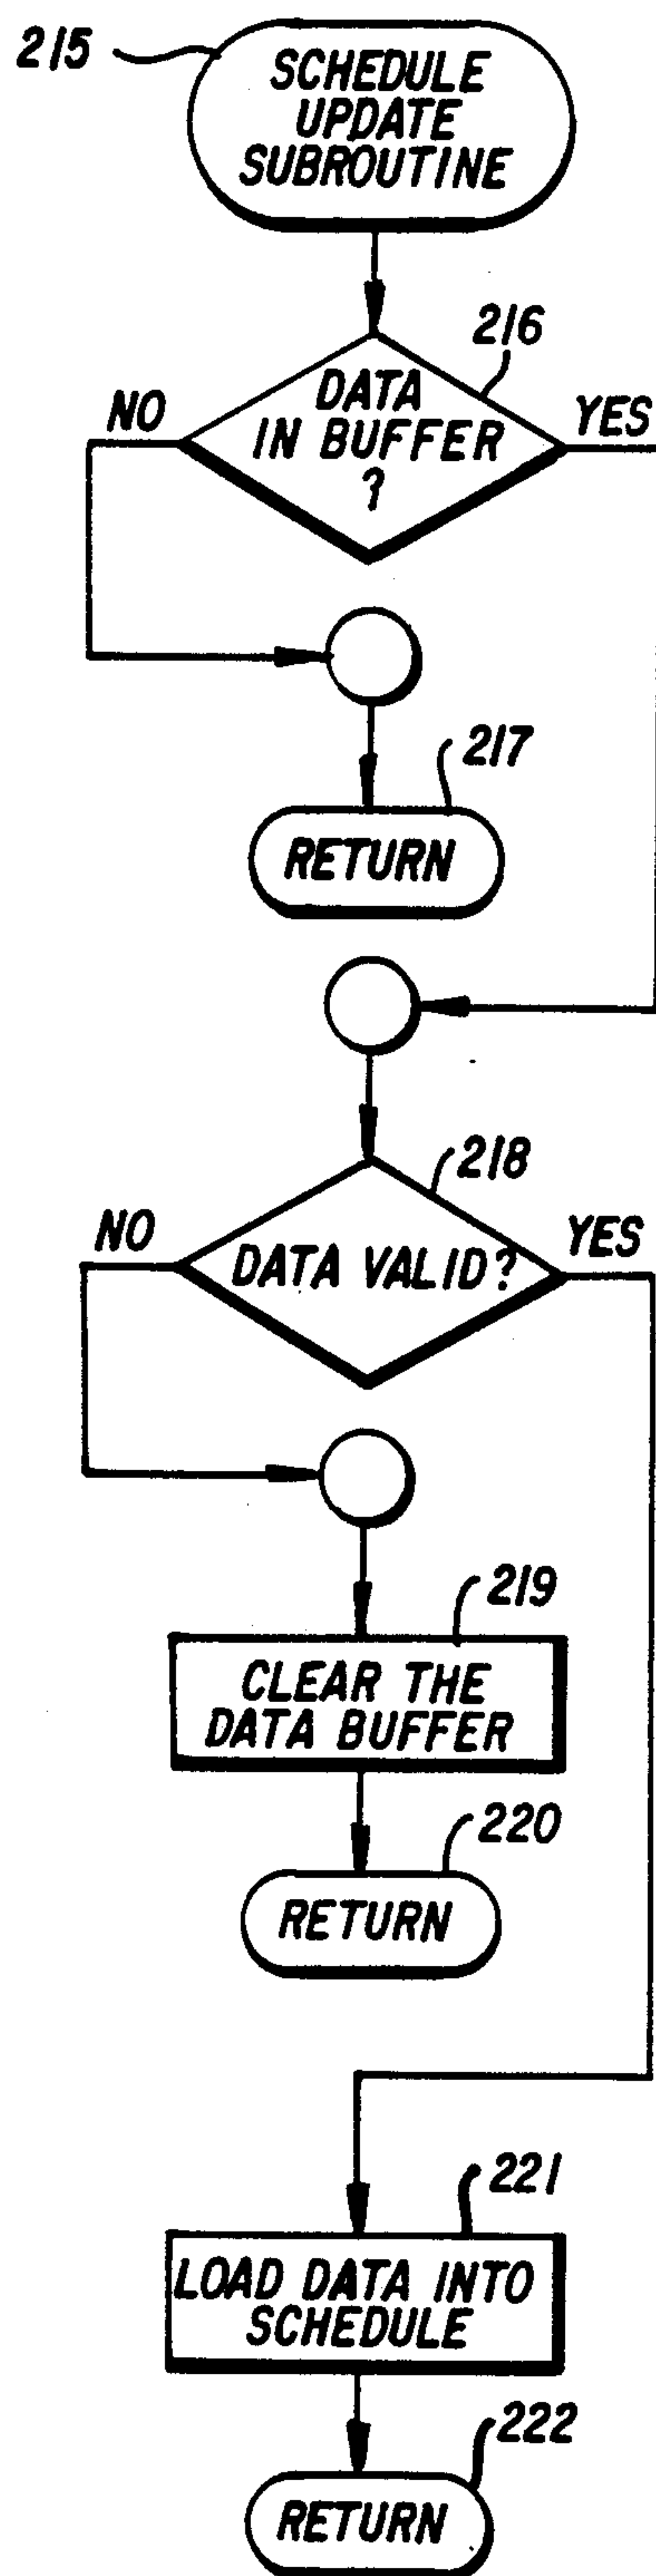 215
SCHEDULE
UPDATE
SUBROUTINE
216
NO
DATA
IN BUFFER
?
YES
217
RETURN
218
NO
DATA VALID?
YES
219
CLEAR THE
DATA BUFFER
220
RETURN
221
LOAD DATA INTO
SCHEDULE
222
RETURN